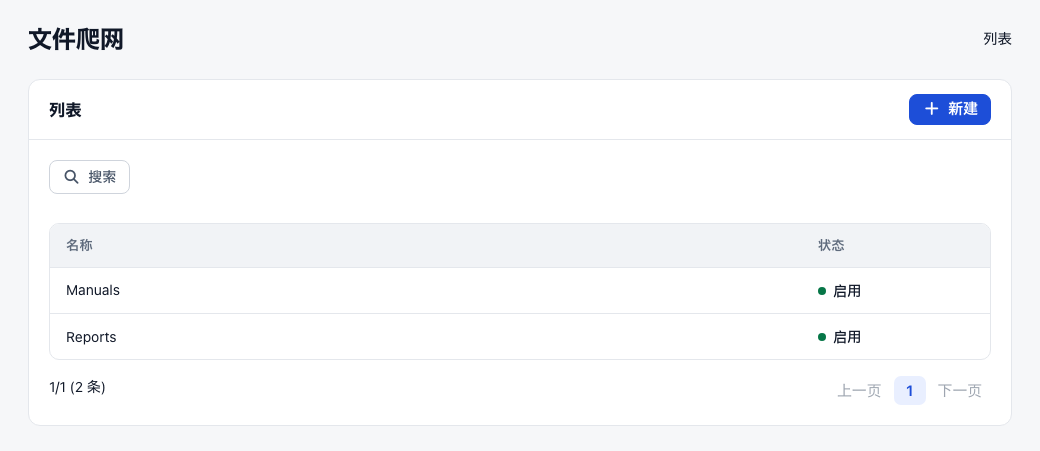 文件爬网
列表
列表
新建
搜索
名称 状态
Manuals 启用
Reports 启用
1/1 (2 条) 上一页 1 下一页